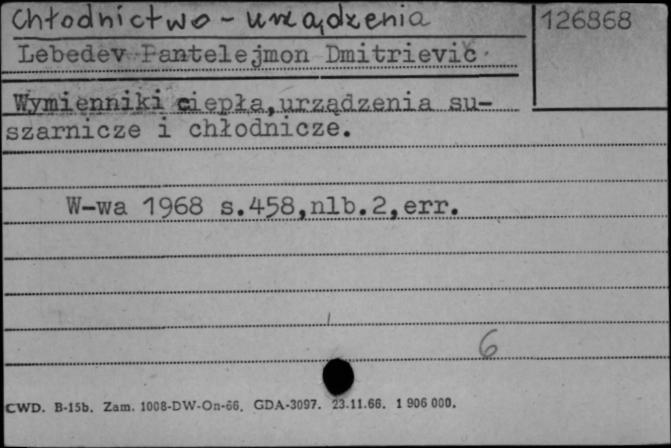 Chłodnictwo - urządzenia
126868
Lebedev Pantelejmon Dmitrievič
Wymienniki ciepła,urządzenia su-
szarnicze i chłodnicze.
W-wa 1968 s.458,nlb.2,err.
6
CWD. B-15b. Zam. 1008-DW-On-66. GDA-3097. 23.11.66. 1 906 000.